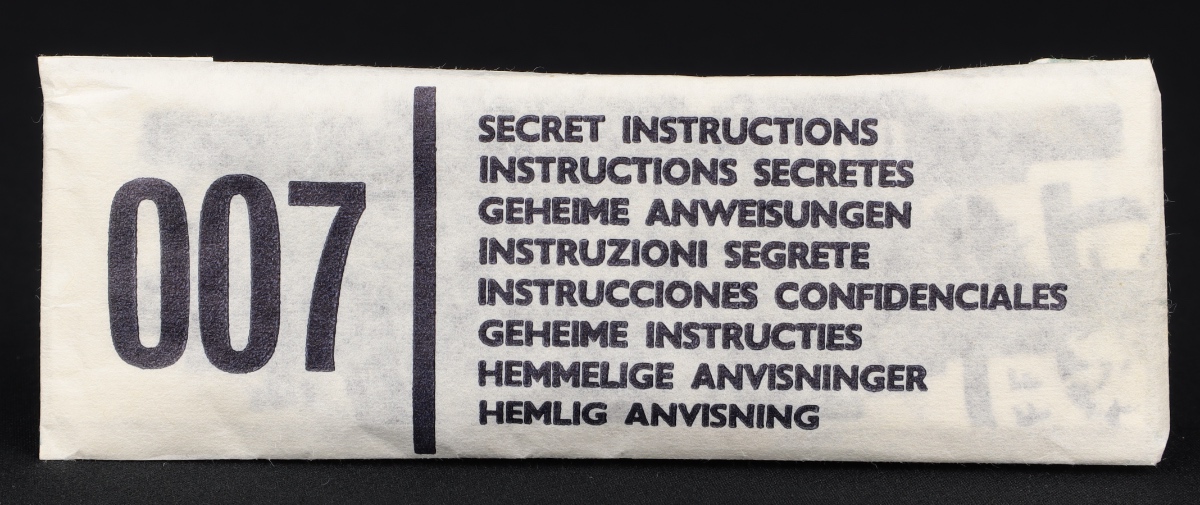 007
SECRET INSTRUCTIONS
INSTRUCTIONS SECRETES
GEHEIME ANWEISUNGEN
INSTRUZIONI SEGRETE
INSTRUCCIONES CONFIDENCIALES
GEHEIME INSTRUCTIES
HEMMELIGE ANVISNINGER
HEMLIG ANVISNING